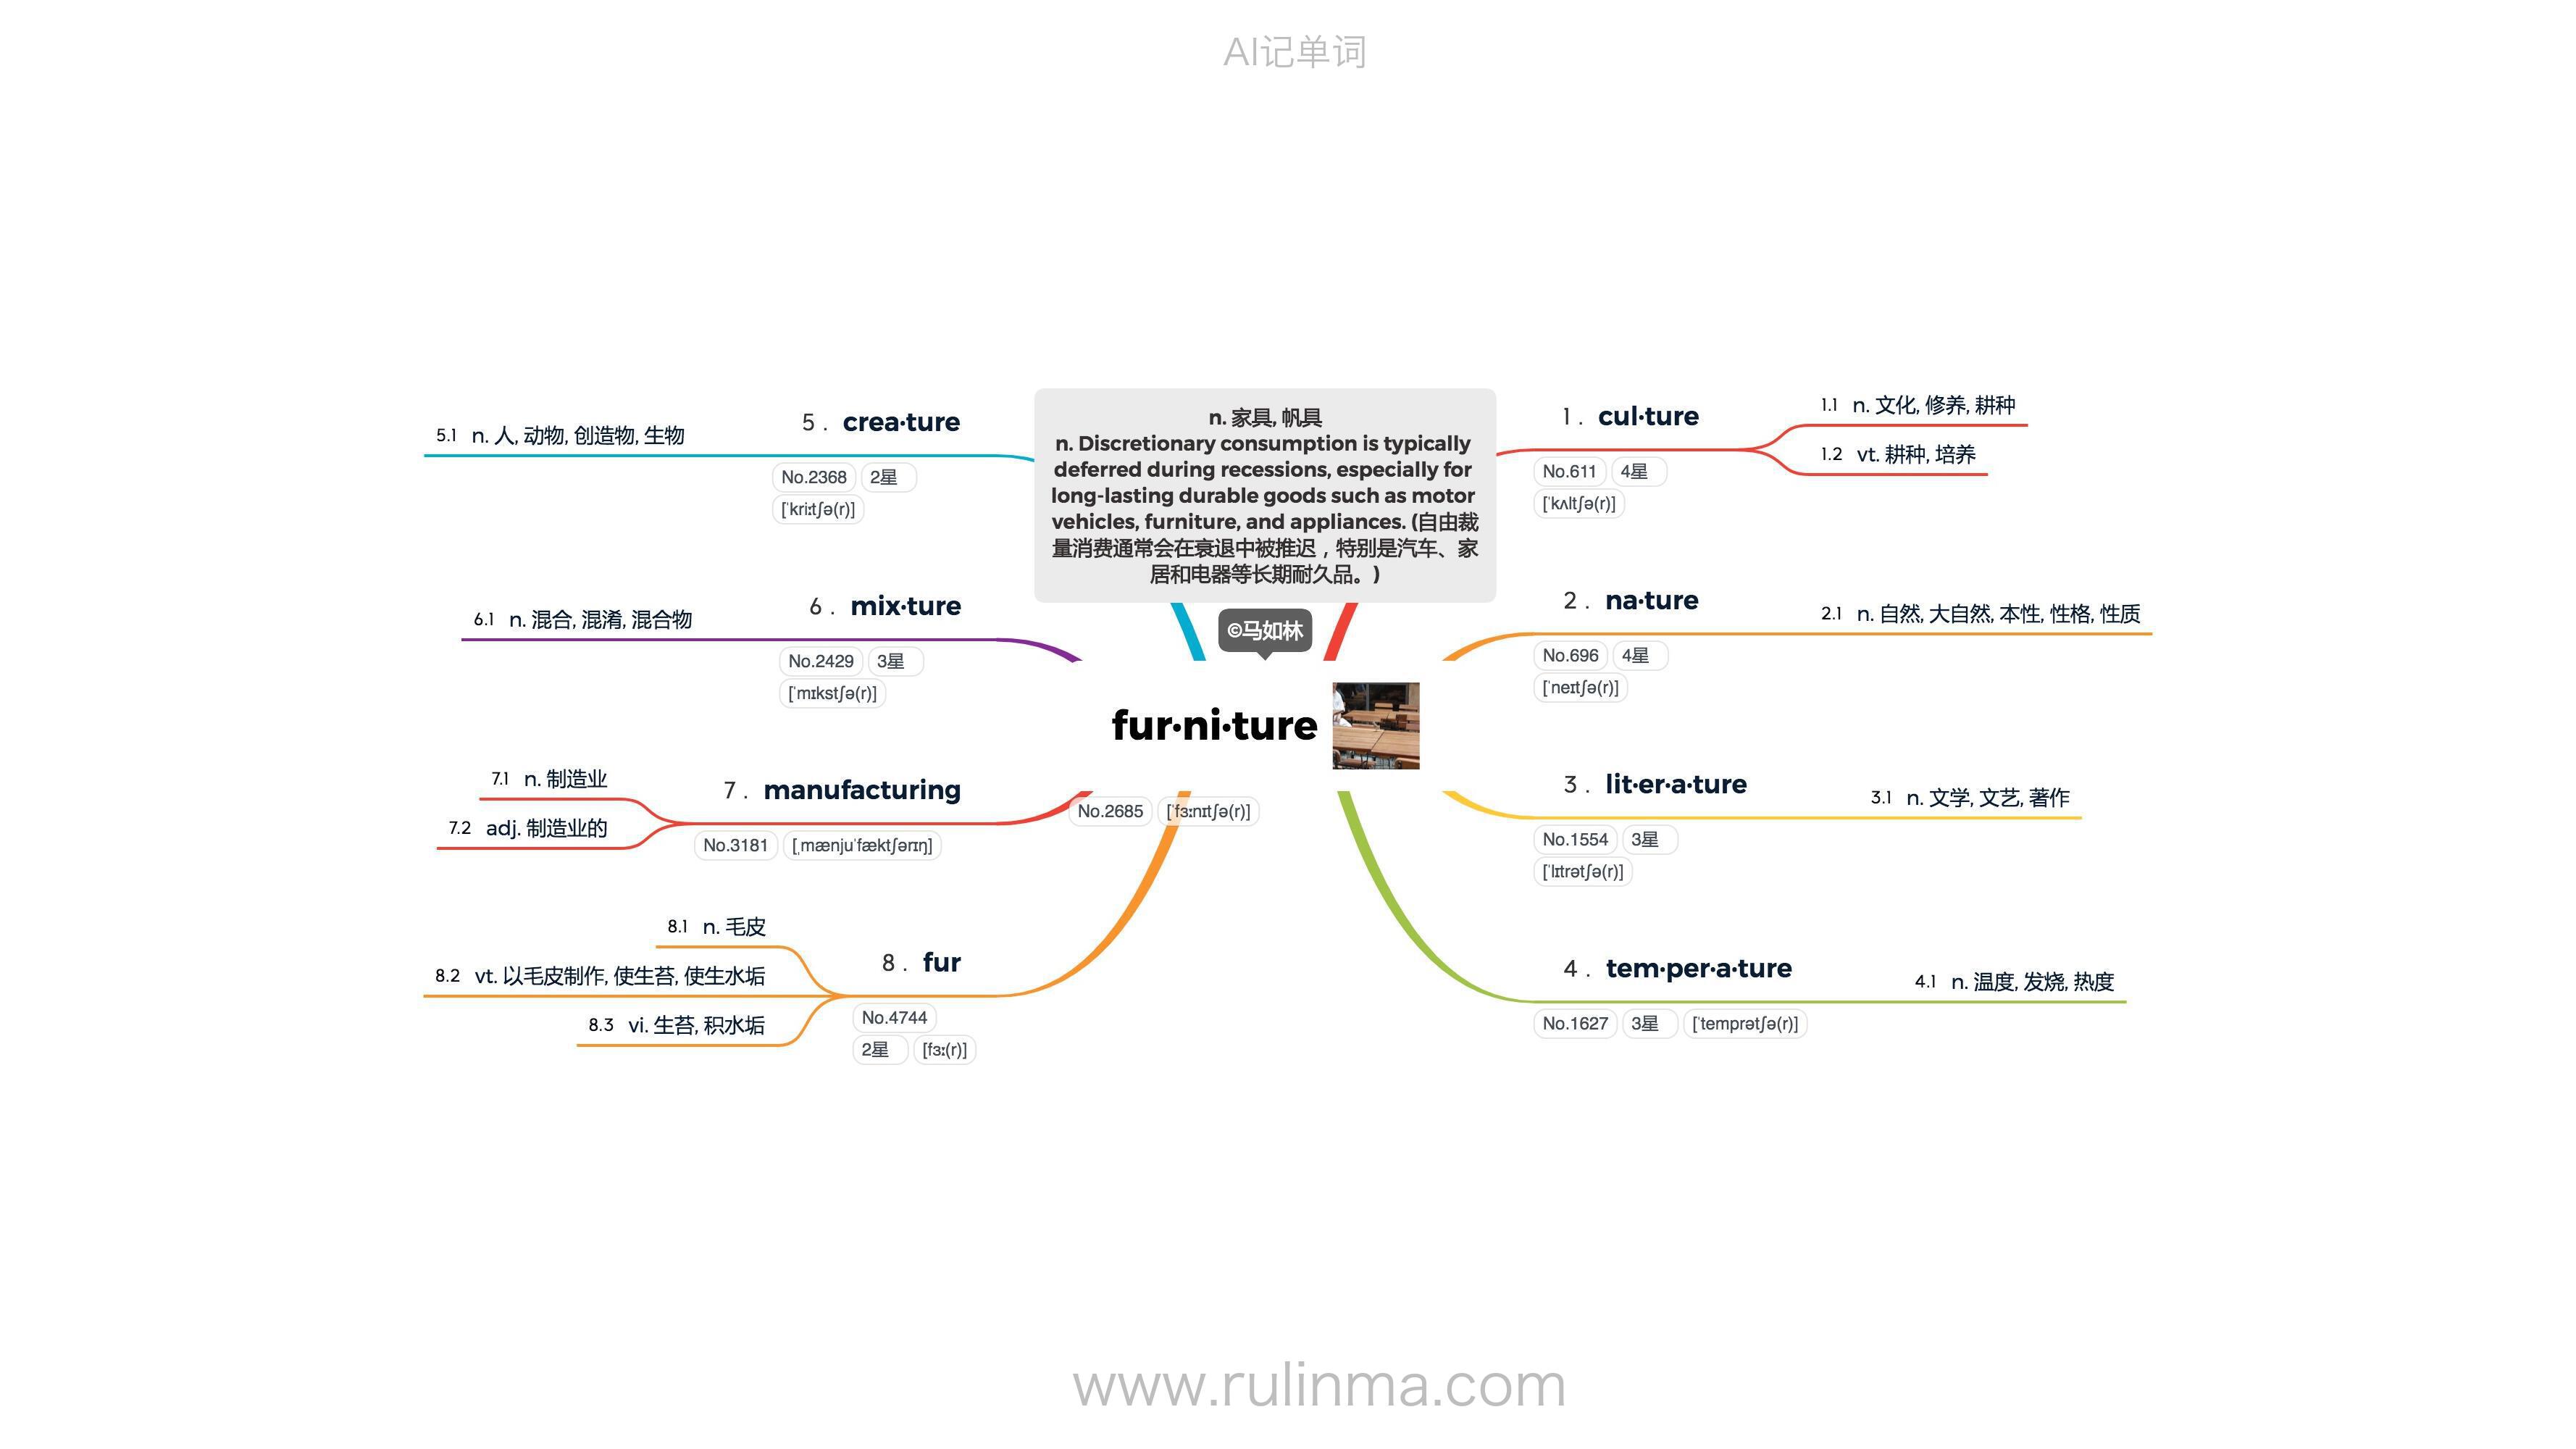 AI记单词
n. 家具, 帆具
n. Discretionary consumption is typically
deferred during recessions, especially for
long-lasting durable goods such as motor
vehicles, furniture, and appliances. (自由裁
量消费通常会在衰退中被推迟，特别是汽车、家
居和电器等长期耐久品。)
©马如林
fur·ni·ture
No.2685 [ˈfɜːnɪtʃə(r)]
1. cul·ture
No.611 4星
[ˈkʌltʃə(r)]
1.1 n. 文化, 修养, 耕种
1.2 vt. 耕种, 培养
2. na·ture
No.696 4星
[ˈneɪtʃə(r)]
2.1 n. 自然, 大自然, 本性, 性格, 性质
3. lit·er·a·ture
No.1554 3星
[ˈlɪtrətʃə(r)]
3.1 n. 文学, 文艺, 著作
4. tem·per·a·ture
No.1627 3星 [ˈtemprətʃə(r)]
4.1 n. 温度, 发烧, 热度
5. crea·ture
No.2368 2星
[ˈkriːtʃə(r)]
5.1 n. 人, 动物, 创造物, 生物
6. mix·ture
No.2429 3星
[ˈmɪkstʃə(r)]
6.1 n. 混合, 混淆, 混合物
7. manufacturing
No.3181 [ˌmænjuˈfæktʃərɪŋ]
7.1 n. 制造业
7.2 adj. 制造业的
8. fur
No.4744
2星 [fɜː(r)]
8.1 n. 毛皮
8.2 vt. 以毛皮制作, 使生苔, 使生水垢
8.3 vi. 生苔, 积水垢
www.rulinma.com